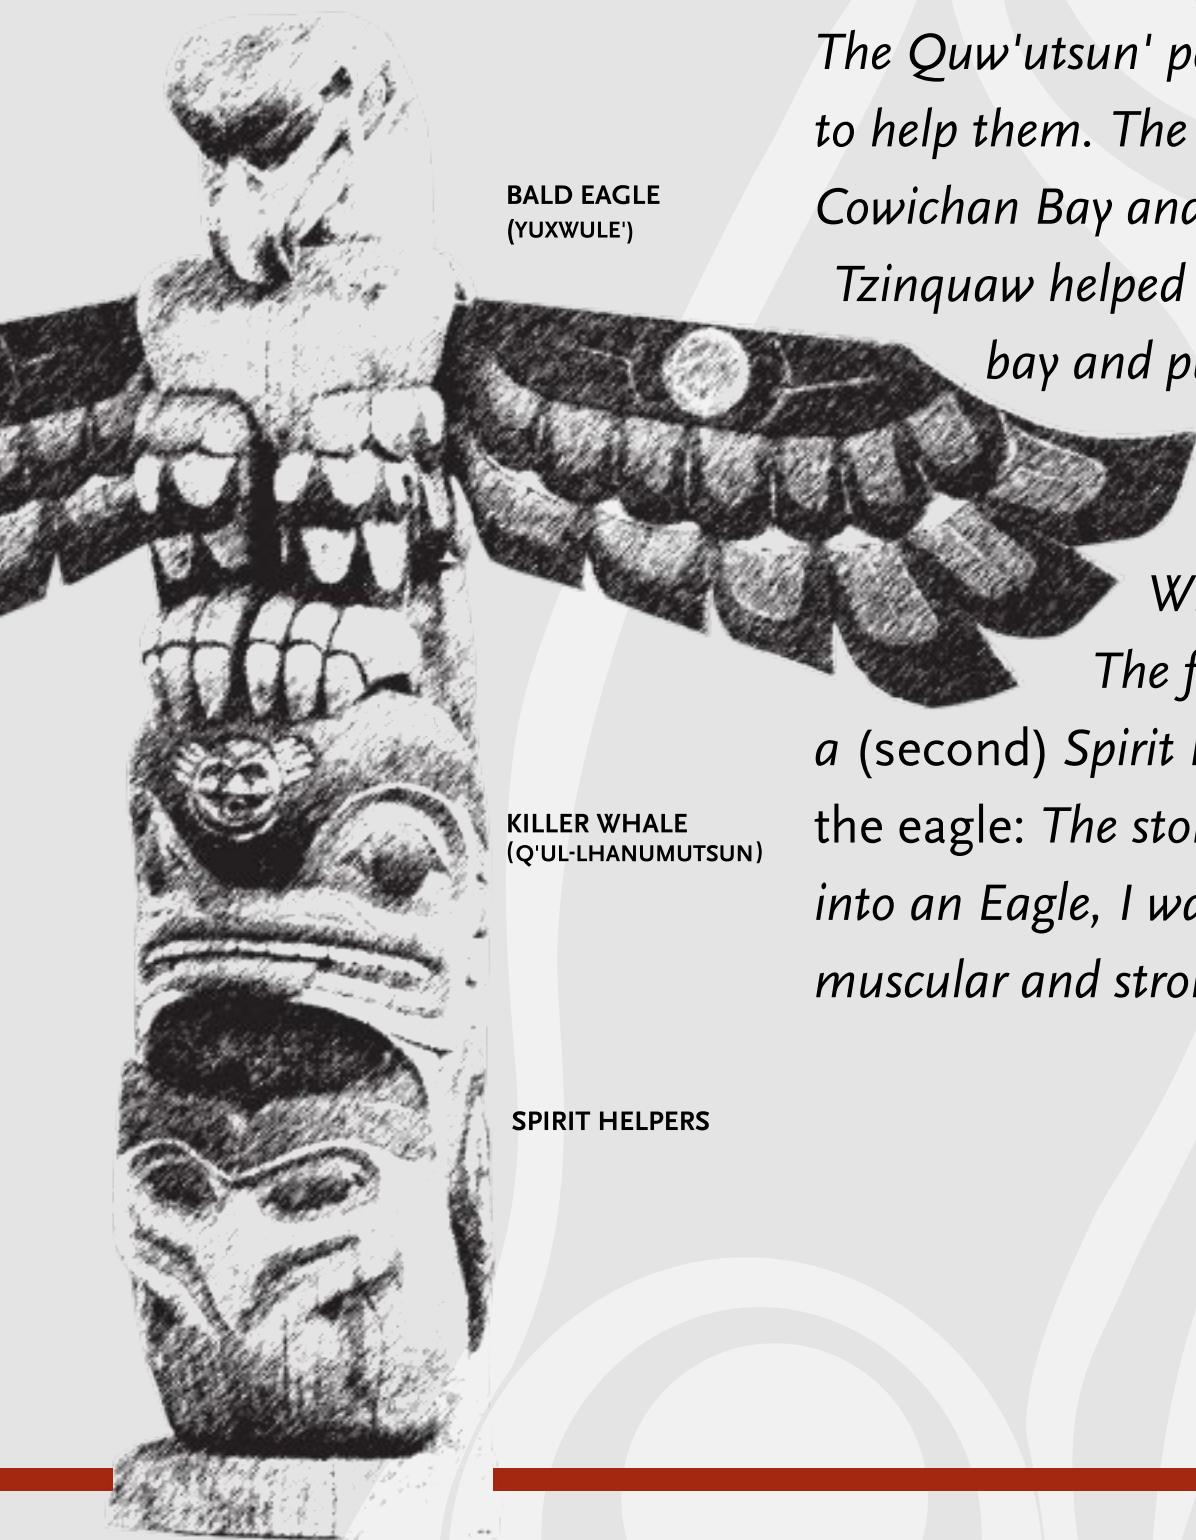 BALD EAGLE
(YUXWULE')
KILLER WHALE
(Q'UL-LHANUMUTSUN)
SPIRIT HELPERS
The Quw'utsun'
to help them. The
Cowichan Bay and
Tzinquaw helped
bay and
The
a (second) Spirit
the eagle: The
into an Eagle, I
muscular and